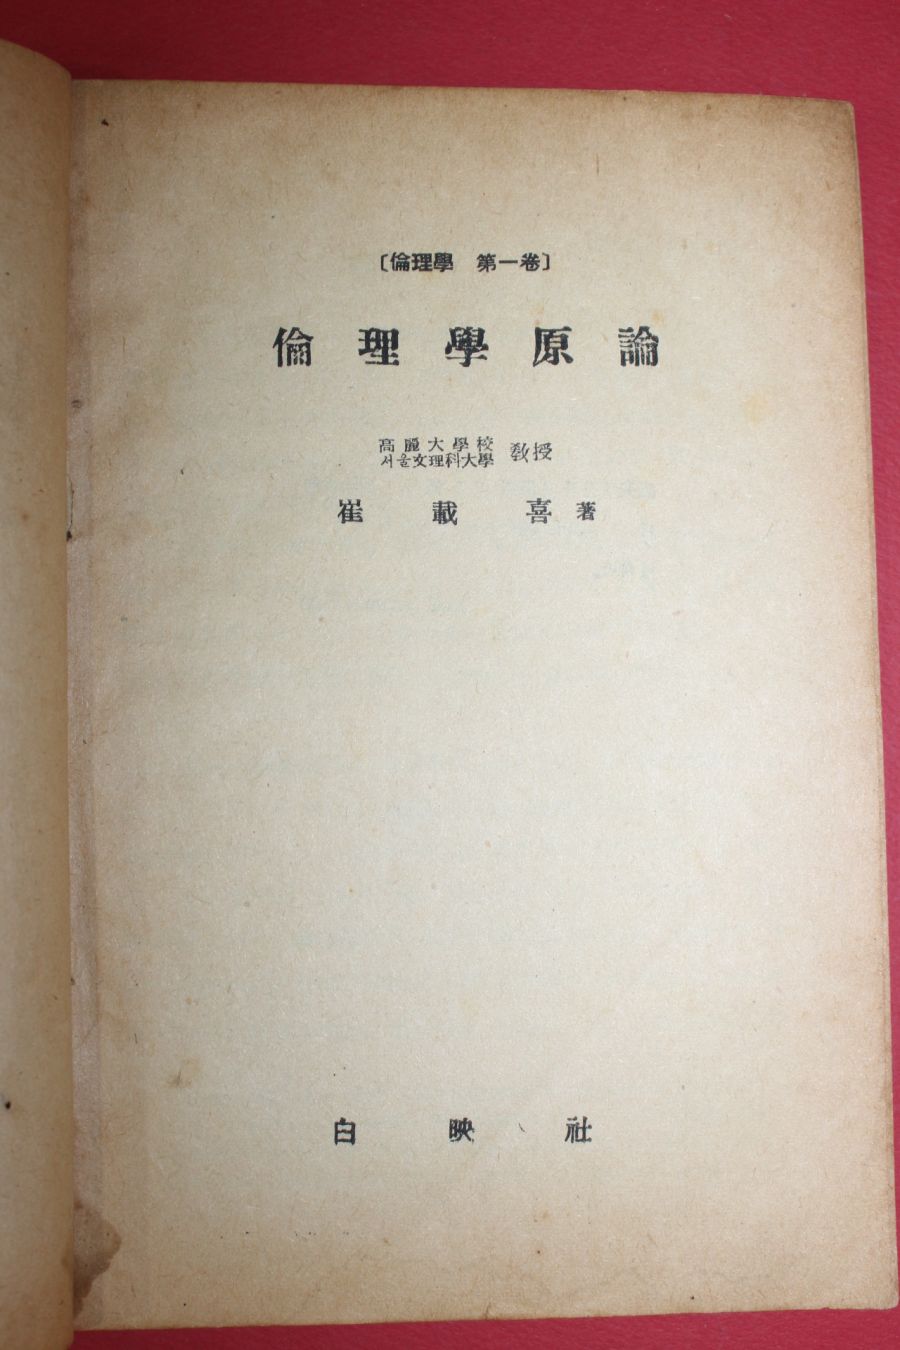 〔倫理學 第一卷〕
倫理學原論
高麗大學校
서울文理科大學 敎授
崔載喜 著
白映社